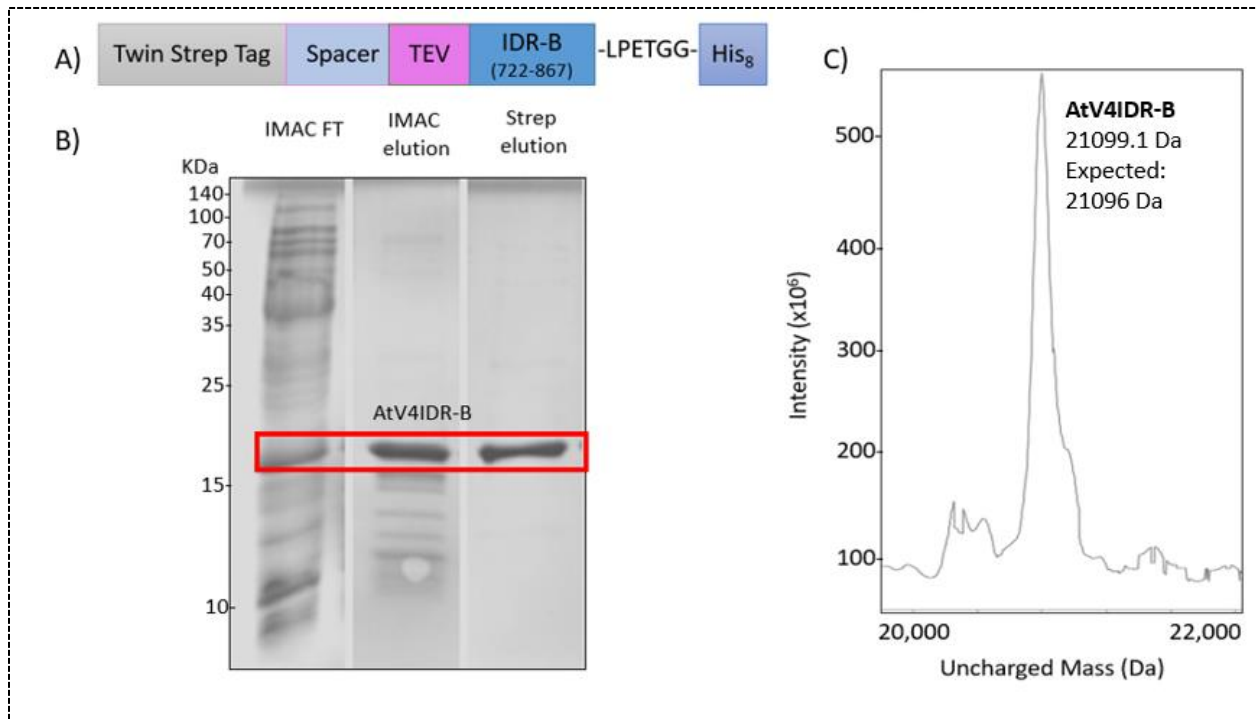 A)
Twin Strep Tag
Spacer
TEV
IDR-B
(722-867)
-LPETGG-
His₈
B)
IMAC FT
IMAC
elution
Strep
elution
KDa
140
100
70
50
40
35
25
15
10
AtV4IDR-B
C)
AtV4IDR-B
21099.1 Da
Expected:
21096 Da
Intensity (x10⁶)
500
400
300
200
100
20,000
22,000
Uncharged Mass (Da)